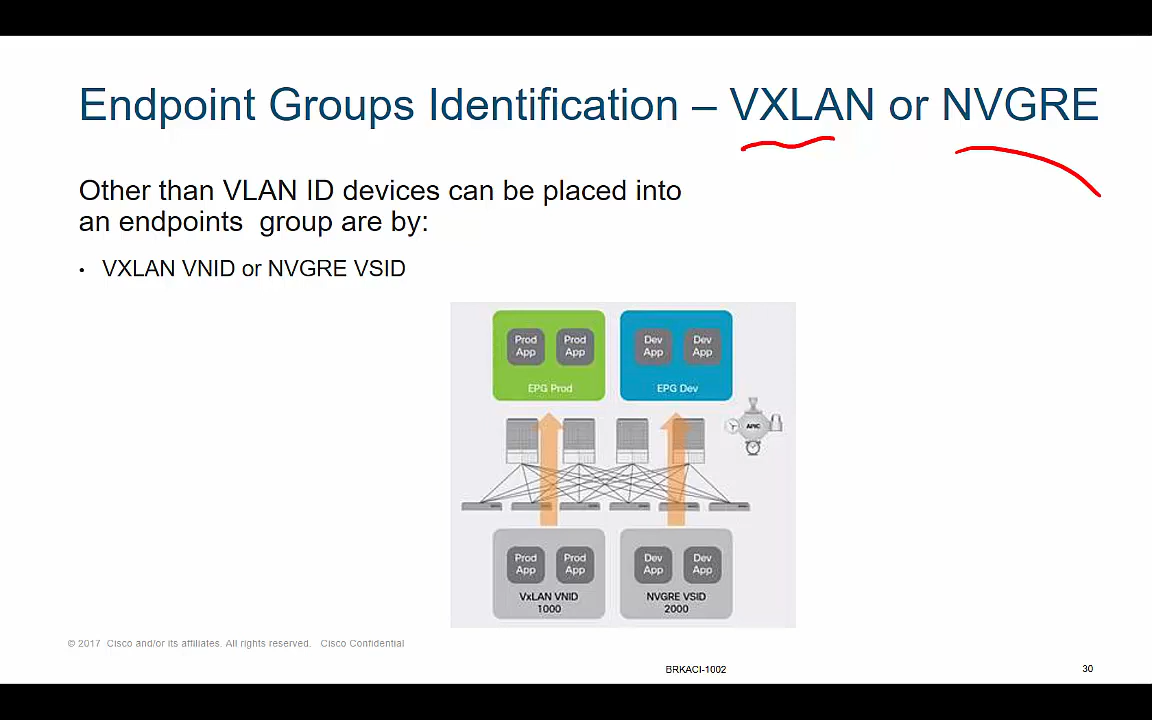 Endpoint Groups Identification – VXLAN or NVGRE
Other than VLAN ID devices can be placed into
an endpoints  group are by:
• VXLAN VNID or NVGRE VSID
Prod App
Prod App
EPG Prod
Dev App
Dev App
EPG Dev
APIC
Prod App
Prod App
VxLAN VNID
1000
Dev App
Dev App
NVGRE VSID
2000
© 2017  Cisco and/or its affiliates. All rights reserved.   Cisco Confidential
BRKACI-1002
30